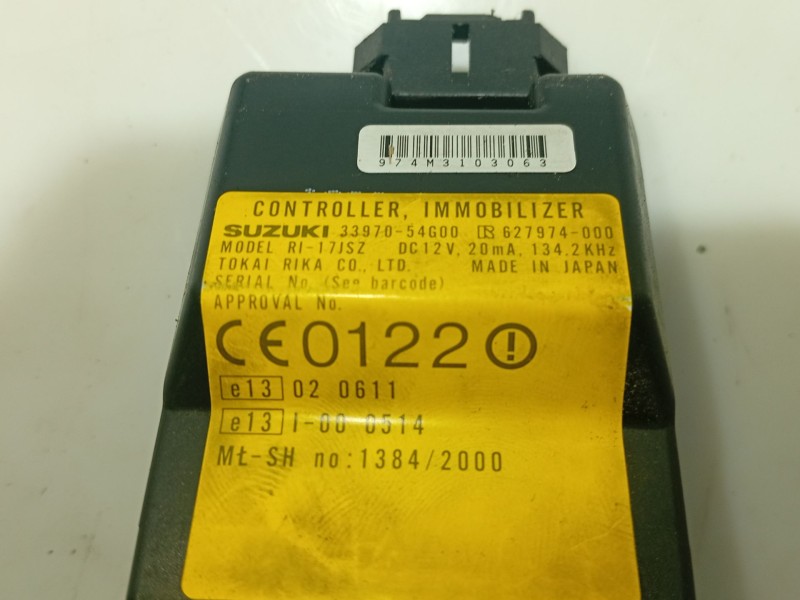 974M3103063
CONTROLLER, IMMOBILIZER
SUZUKI 33970-54G00 R 627974-000
MODEL RI-17JSZ DC12V, 20mA, 134.2KHz
TOKAI RIKA CO., LTD. MADE IN JAPAN
SERIAL No. (See barcode)
APPROVAL No.
CE0122
e13 02 0611
e13 I-00 0514
MŁ-SH no:1384/2000